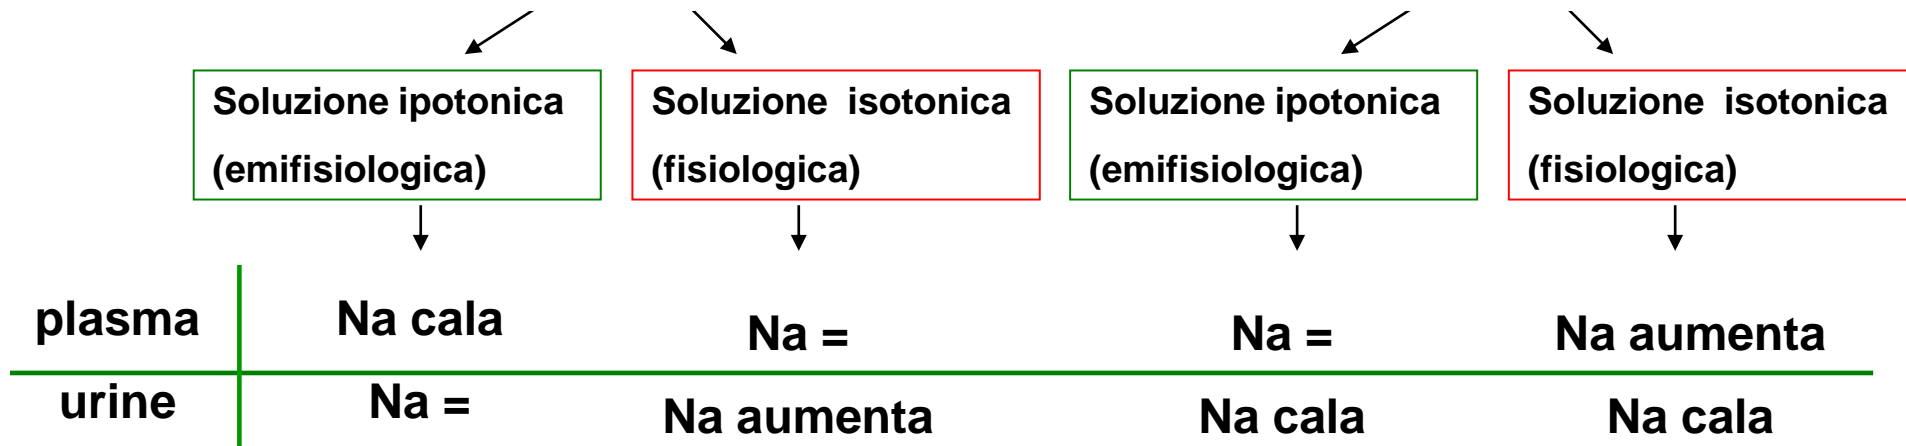 Soluzione ipotonica
(emifisiologica)
Soluzione isotonica
(fisiologica)
Soluzione ipotonica
(emifisiologica)
Soluzione isotonica
(fisiologica)
plasma
Na cala
Na =
Na =
Na aumenta
urine
Na =
Na aumenta
Na cala
Na cala